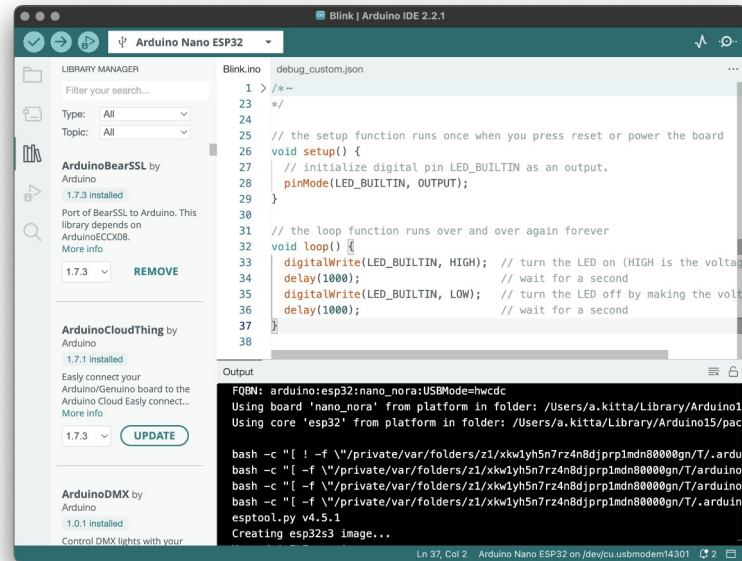 Blink | Arduino IDE 2.2.1
Arduino Nano ESP32
LIBRARY MANAGER
Filter your search...
Type: All
Topic: All
ArduinoBearSSL by
Arduino
1.7.3 installed
Port of BearSSL to Arduino. This
library depends on
ArduinoECCX08.
More info
1.7.3 REMOVE
ArduinoCloudThing by
Arduino
1.7.1 installed
Easily connect your
Arduino/Genuino board to the
Arduino Cloud Easily connect...
More info
1.7.3 UPDATE
ArduinoDMX by
Arduino
1.0.1 installed
Control DMX lights with your
Blink.ino debug_custom.json ...
1 > /* ...
23 */
24
25 // the setup function runs once when you press reset or power the board
26 void setup() {
27 // initialize digital pin LED_BUILTIN as an output.
28 pinMode(LED_BUILTIN, OUTPUT);
29 }
30
31 // the loop function runs over and over again forever
32 void loop() {
33 digitalWrite(LED_BUILTIN, HIGH); // turn the LED on (HIGH is the voltag
34 delay(1000); // wait for a second
35 digitalWrite(LED_BUILTIN, LOW); // turn the LED off by making the volt
36 delay(1000); // wait for a second
37 }
38
Output
FQBN: arduino:esp32:nano_nora:USBMode=hwcdc
Using board 'nano_nora' from platform in folder: /Users/a.kitta/Library/Arduino1
Using core 'esp32' from platform in folder: /Users/a.kitta/Library/Arduino15/pac
bash -c "[ ! -f \"/private/var/folders/z1/xkw1yh5n7rz4n8djprp1mdn80000gn/T/.ardu
bash -c "[ -f \"/private/var/folders/z1/xkw1yh5n7rz4n8djprp1mdn80000gn/T/arduino
bash -c "[ -f \"/private/var/folders/z1/xkw1yh5n7rz4n8djprp1mdn80000gn/T/arduino
bash -c "[ -f \"/private/var/folders/z1/xkw1yh5n7rz4n8djprp1mdn80000gn/T/.arduin
esptool.py v4.5.1
Creating esp32s3 image...
Ln 37, Col 2 Arduino Nano ESP32 on /dev/cu.usbmodem14301 2